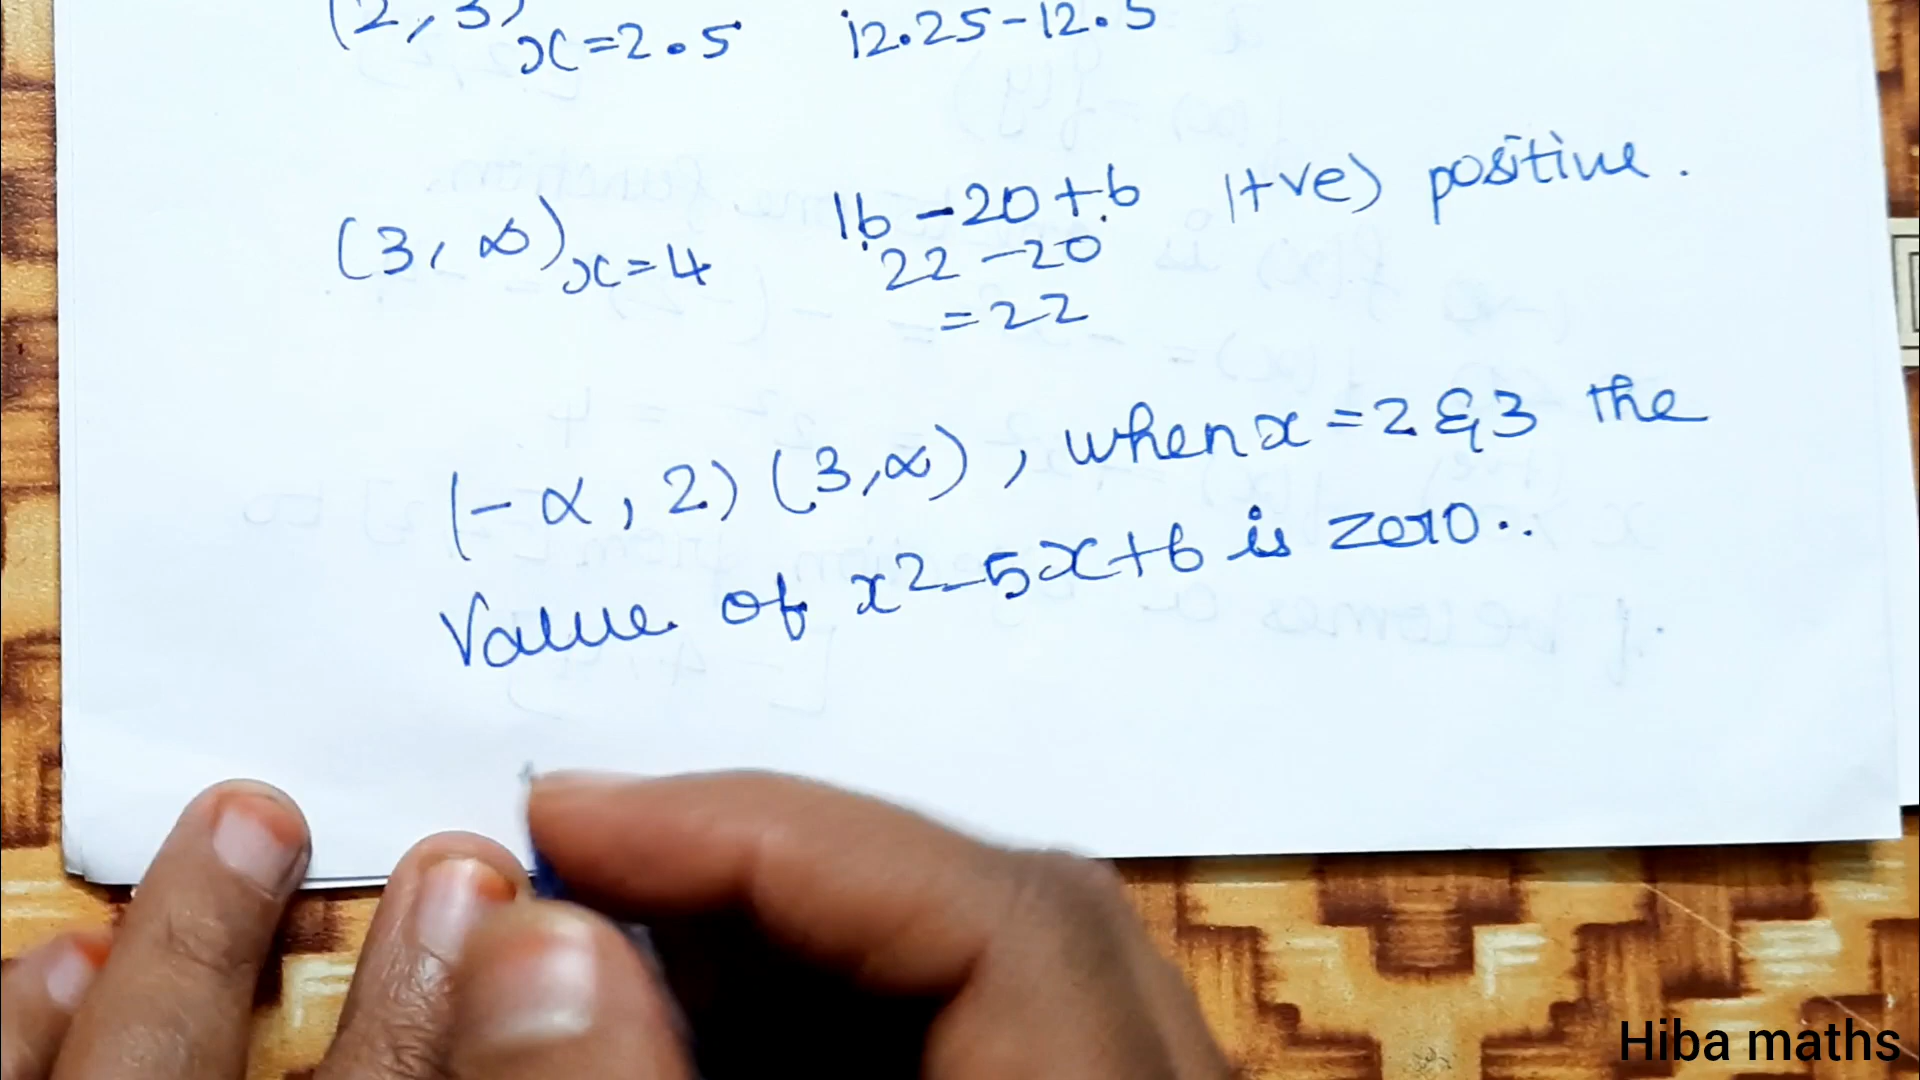 (2, 3) x=2.5 12.25-12.5
(3, ∞) x=4 16-20+6 (+ve) positive.
22-20
=22
(-α, 2) (3,∞), when x=2 & 3 the
Value of x²-5x+6 is zero..
Hiba maths